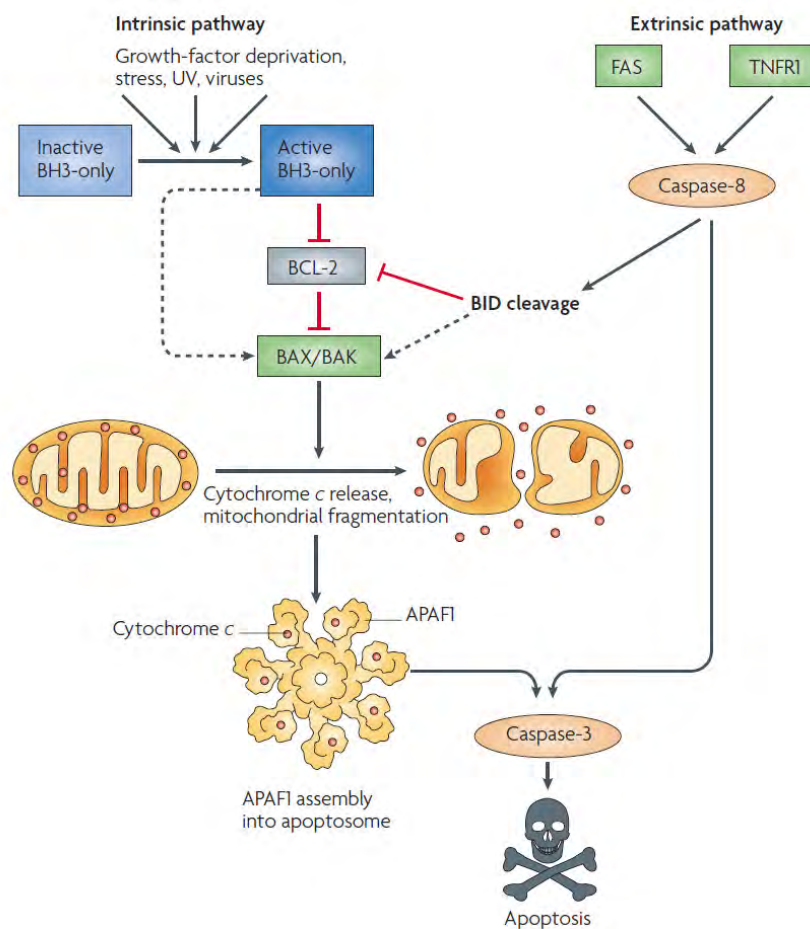 Intrinsic pathway
Growth-factor deprivation,
stress, UV, viruses
Extrinsic pathway
FAS
TNFR1
Inactive
BH3-only
Active
BH3-only
Caspase-8
BCL-2
BID cleavage
BAX/BAK
Cytochrome c release,
mitochondrial fragmentation
Cytochrome c
APAF1
Caspase-3
APAF1 assembly
into apoptosome
Apoptosis